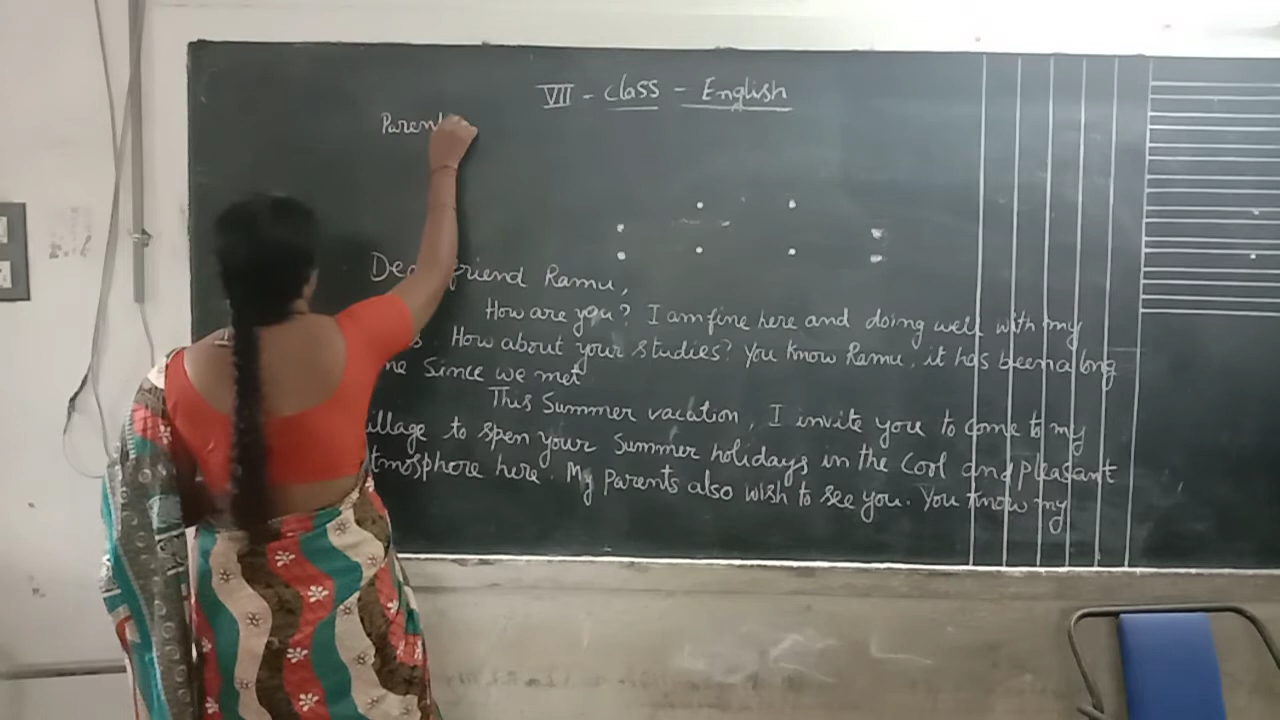 VII - Class - English
Parent
friend Ramu,
How are you? I am fine here and doing well with my
How about your studies? You know Ramu, it has been a long
Since we met
This Summer vacation, I invite you to come to my
to spen your Summer holidays in the Cool and pleasant
here. My parents also wish to see you. You know my